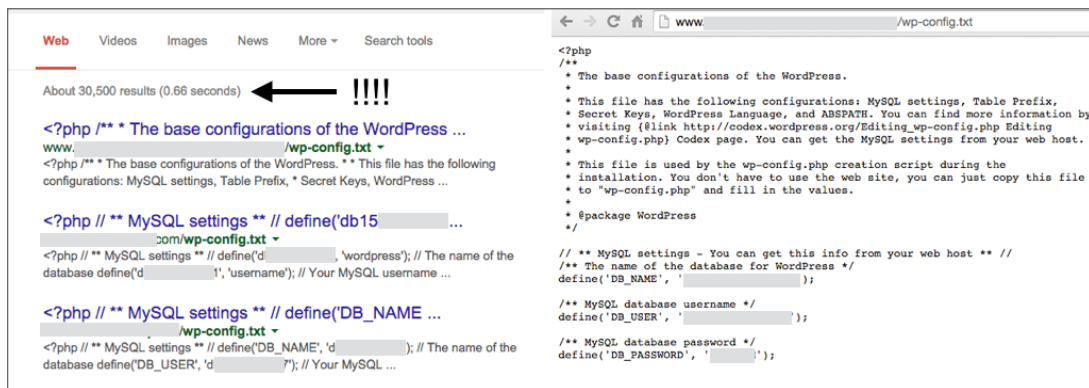 Web Videos Images News More Search tools
About 30,500 results (0.66 seconds) !!!!
<?php /** * The base configurations of the WordPress ...
www. /wp-config.txt
<?php /** * The base configurations of the WordPress. * * This file has the following
configurations: MySQL settings, Table Prefix, * Secret Keys, WordPress ...
<?php // ** MySQL settings ** // define('db15 ...
com/wp-config.txt
<?php // ** MySQL settings ** // define('d , 'wordpress'); // The name of the
database define('d 1', 'username'); // Your MySQL username ...
<?php // ** MySQL settings ** // define('DB_NAME ...
/wp-config.txt
<?php // ** MySQL settings ** // define('DB_NAME', 'd ); // The name of the
database define('DB_USER', 'd 7'); // Your MySQL ...
www. /wp-config.txt
<?php
/**
* The base configurations of the WordPress.
*
* This file has the following configurations: MySQL settings, Table Prefix,
* Secret Keys, WordPress Language, and ABSPATH. You can find more information by
* visiting {@link http://codex.wordpress.org/Editing_wp-config.php Editing
* wp-config.php} Codex page. You can get the MySQL settings from your web host.
*
* This file is used by the wp-config.php creation script during the
* installation. You don't have to use the web site, you can just copy this file
* to "wp-config.php" and fill in the values.
*
* @package WordPress
*/
// ** MySQL settings - You can get this info from your web host ** //
/** The name of the database for WordPress */
define('DB_NAME', ' ');
/** MySQL database username */
define('DB_USER', ' ');
/** MySQL database password */
define('DB_PASSWORD', ' ');